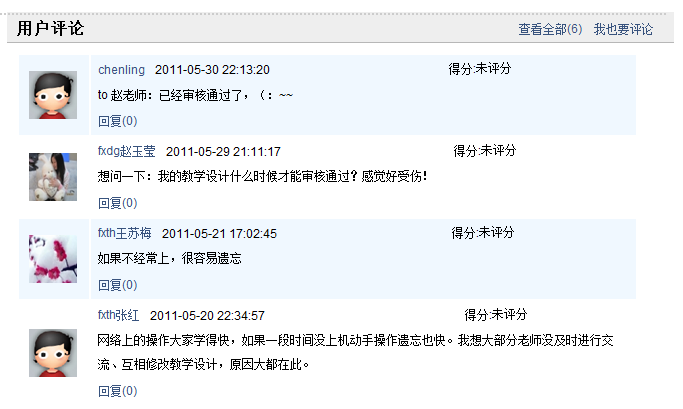 用户评论
查看全部(6) 我也要评论
chenling 2011-05-30 22:13:20 得分:未评分
to 赵老师：已经审核通过了，（：~~
回复(0)
fxdg赵玉莹 2011-05-29 21:11:17 得分:未评分
想问一下：我的教学设计什么时候才能审核通过？感觉好受伤！
回复(0)
fxth王苏梅 2011-05-21 17:02:45 得分:未评分
如果不经常上，很容易遗忘
回复(0)
fxth张红 2011-05-20 22:34:57 得分:未评分
网络上的操作大家学得快，如果一段时间没上机动手操作遗忘也快。我想大部分老师没及时进行交
流、互相修改教学设计，原因大都在此。
回复(0)